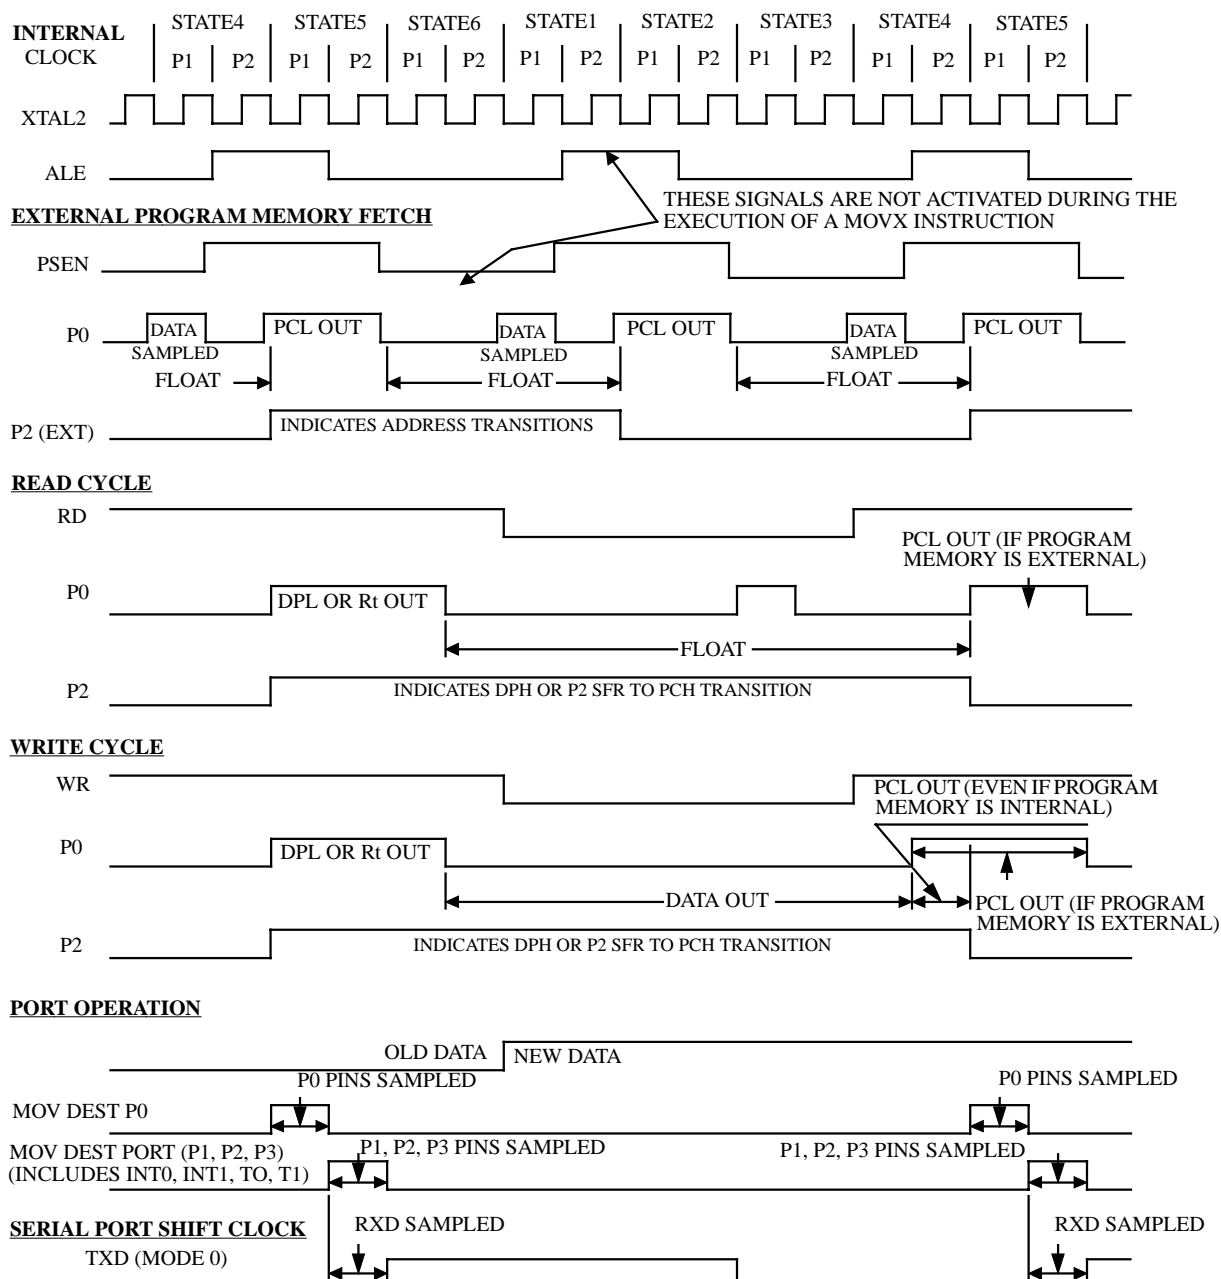 INTERNAL
CLOCK
STATE4 STATE5 STATE6 STATE1 STATE2 STATE3 STATE4 STATE5
P1 P2 P1 P2 P1 P2 P1 P2 P1 P2 P1 P2 P1 P2 P1 P2
XTAL2
ALE
THESE SIGNALS ARE NOT ACTIVATED DURING THE
EXECUTION OF A MOVX INSTRUCTION
EXTERNAL PROGRAM MEMORY FETCH
PSEN
P0
DATA
SAMPLED
PCL OUT
DATA
SAMPLED
PCL OUT
DATA
SAMPLED
PCL OUT
FLOAT FLOAT FLOAT
P2 (EXT)
INDICATES ADDRESS TRANSITIONS
READ CYCLE
RD
PCL OUT (IF PROGRAM
MEMORY IS EXTERNAL)
P0
DPL OR Rt OUT
FLOAT
P2
INDICATES DPH OR P2 SFR TO PCH TRANSITION
WRITE CYCLE
WR
PCL OUT (EVEN IF PROGRAM
MEMORY IS INTERNAL)
P0
DPL OR Rt OUT
DATA OUT
PCL OUT (IF PROGRAM
MEMORY IS EXTERNAL)
P2
INDICATES DPH OR P2 SFR TO PCH TRANSITION
PORT OPERATION
OLD DATA NEW DATA
P0 PINS SAMPLED P0 PINS SAMPLED
MOV DEST P0
MOV DEST PORT (P1, P2, P3)
(INCLUDES INT0, INT1, TO, T1)
P1, P2, P3 PINS SAMPLED P1, P2, P3 PINS SAMPLED
SERIAL PORT SHIFT CLOCK
RXD SAMPLED RXD SAMPLED
TXD (MODE 0)